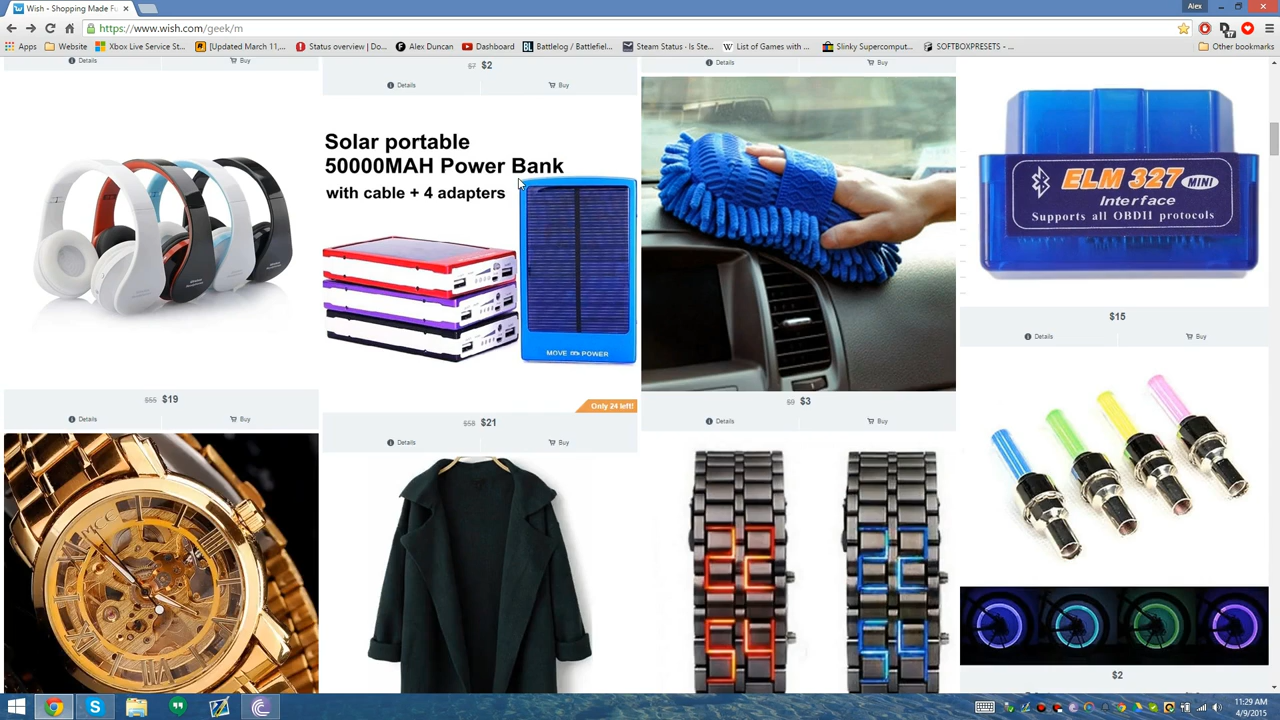 Wish - Shopping Made Fu
Alex
https://www.wish.com/geek/m
Apps
Website
Xbox Live Service St...
[Updated March 11,...
Status overview | Do...
Alex Duncan
Dashboard
Battlelog / Battlefiel...
Steam Status · Is Ste...
List of Games with ...
Slinky Supercomput...
SOFTBOXPRESETS - ...
Other bookmarks
Details
Buy
$7 $2
Details
Buy
Details
Buy
Solar portable
50000MAH Power Bank
with cable + 4 adapters
MOVE POWER
Only 24 left!
ELM 327 MINI
Interface
Supports all OBDII protocols
$15
Details
Buy
$55 $19
Details
Buy
$58 $21
Details
Buy
$9 $3
Details
Buy
$2
11:29 AM
4/9/2015